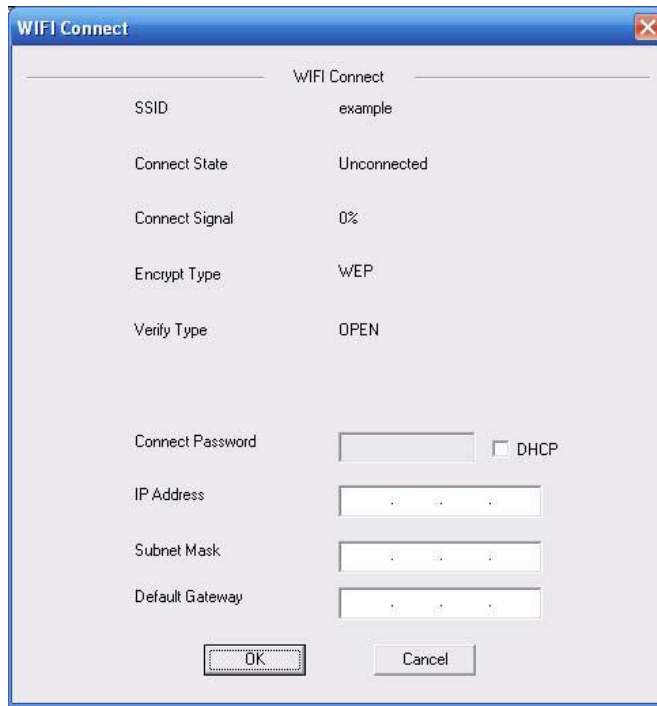 WIFI Connect
WIFI Connect
SSID example
Connect State Unconnected
Connect Signal 0%
Encrypt Type WEP
Verify Type OPEN
Connect Password DHCP
IP Address . . .
Subnet Mask . . .
Default Gateway . . .
OK Cancel